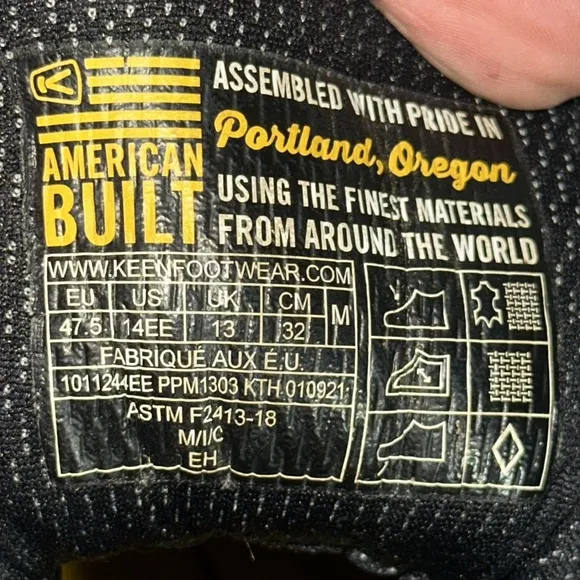 AMERICAN
BUILT
ASSEMBLED WITH PRIDE IN
Portland, Oregon
USING THE FINEST MATERIALS
FROM AROUND THE WORLD
WWW.KEENFOOTWEAR.COM
EU US UK CM M
47.5 14EE 13 32
FABRIQUÉ AUX É.U.
1011244EE PPM1303 KTH 010921
ASTM F2413-18
M/I/C
EH